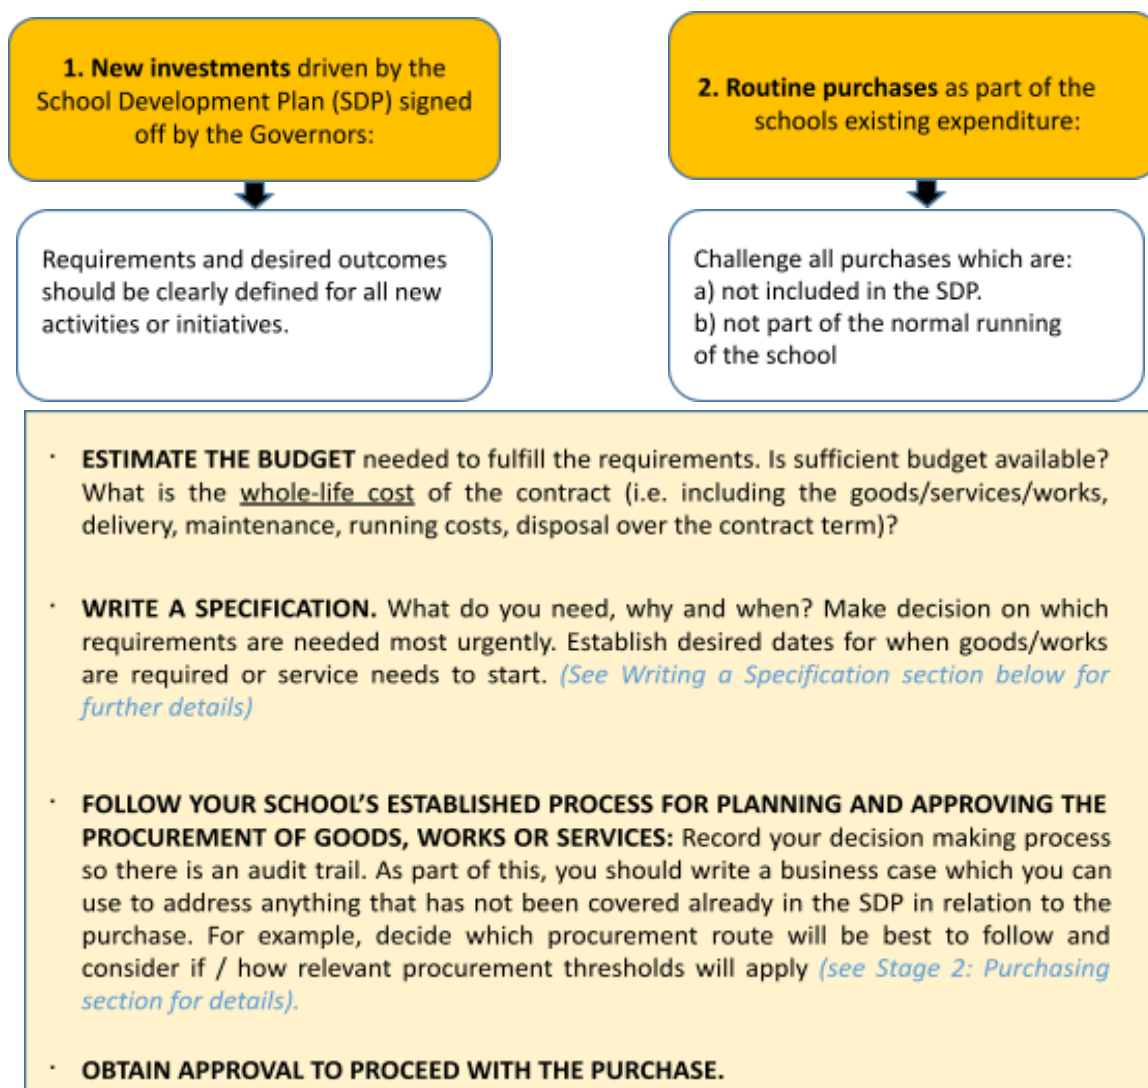 1. New investments driven by the
School Development Plan (SDP) signed
off by the Governors:
2. Routine purchases as part of the
schools existing expenditure:
Requirements and desired outcomes
should be clearly defined for all new
activities or initiatives.
Challenge all purchases which are:
a) not included in the SDP.
b) not part of the normal running
of the school
· ESTIMATE THE BUDGET needed to fulfill the requirements. Is sufficient budget available?
What is the whole-life cost of the contract (i.e. including the goods/services/works,
delivery, maintenance, running costs, disposal over the contract term)?
· WRITE A SPECIFICATION. What do you need, why and when? Make decision on which
requirements are needed most urgently. Establish desired dates for when goods/works
are required or service needs to start. (See Writing a Specification section below for
further details)
· FOLLOW YOUR SCHOOL’S ESTABLISHED PROCESS FOR PLANNING AND APPROVING THE
PROCUREMENT OF GOODS, WORKS OR SERVICES: Record your decision making process
so there is an audit trail. As part of this, you should write a business case which you can
use to address anything that has not been covered already in the SDP in relation to the
purchase. For example, decide which procurement route will be best to follow and
consider if / how relevant procurement thresholds will apply (see Stage 2: Purchasing
section for details).
· OBTAIN APPROVAL TO PROCEED WITH THE PURCHASE.